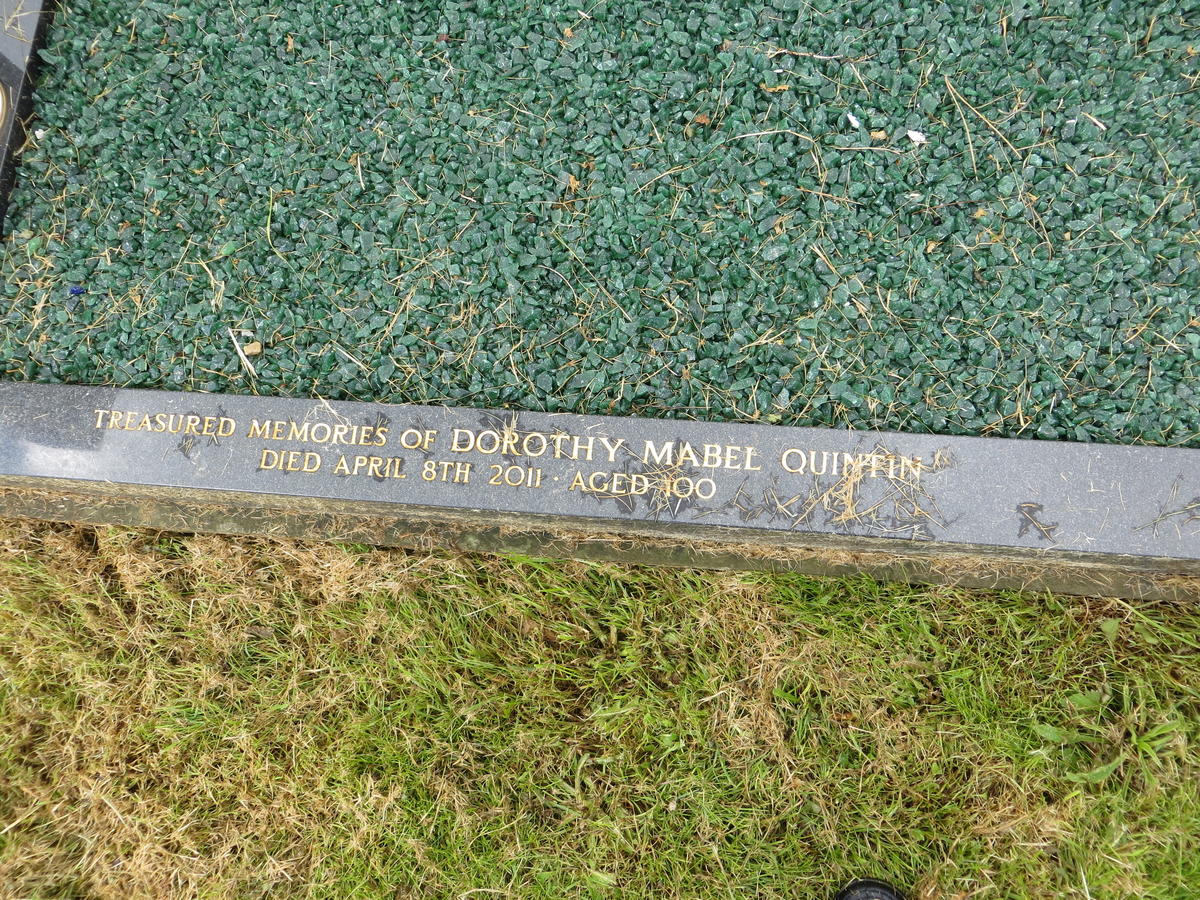 TREASURED MEMORIES OF DOROTHY MABEL QUINTIN
DIED APRIL 8TH 2011 · AGED 100